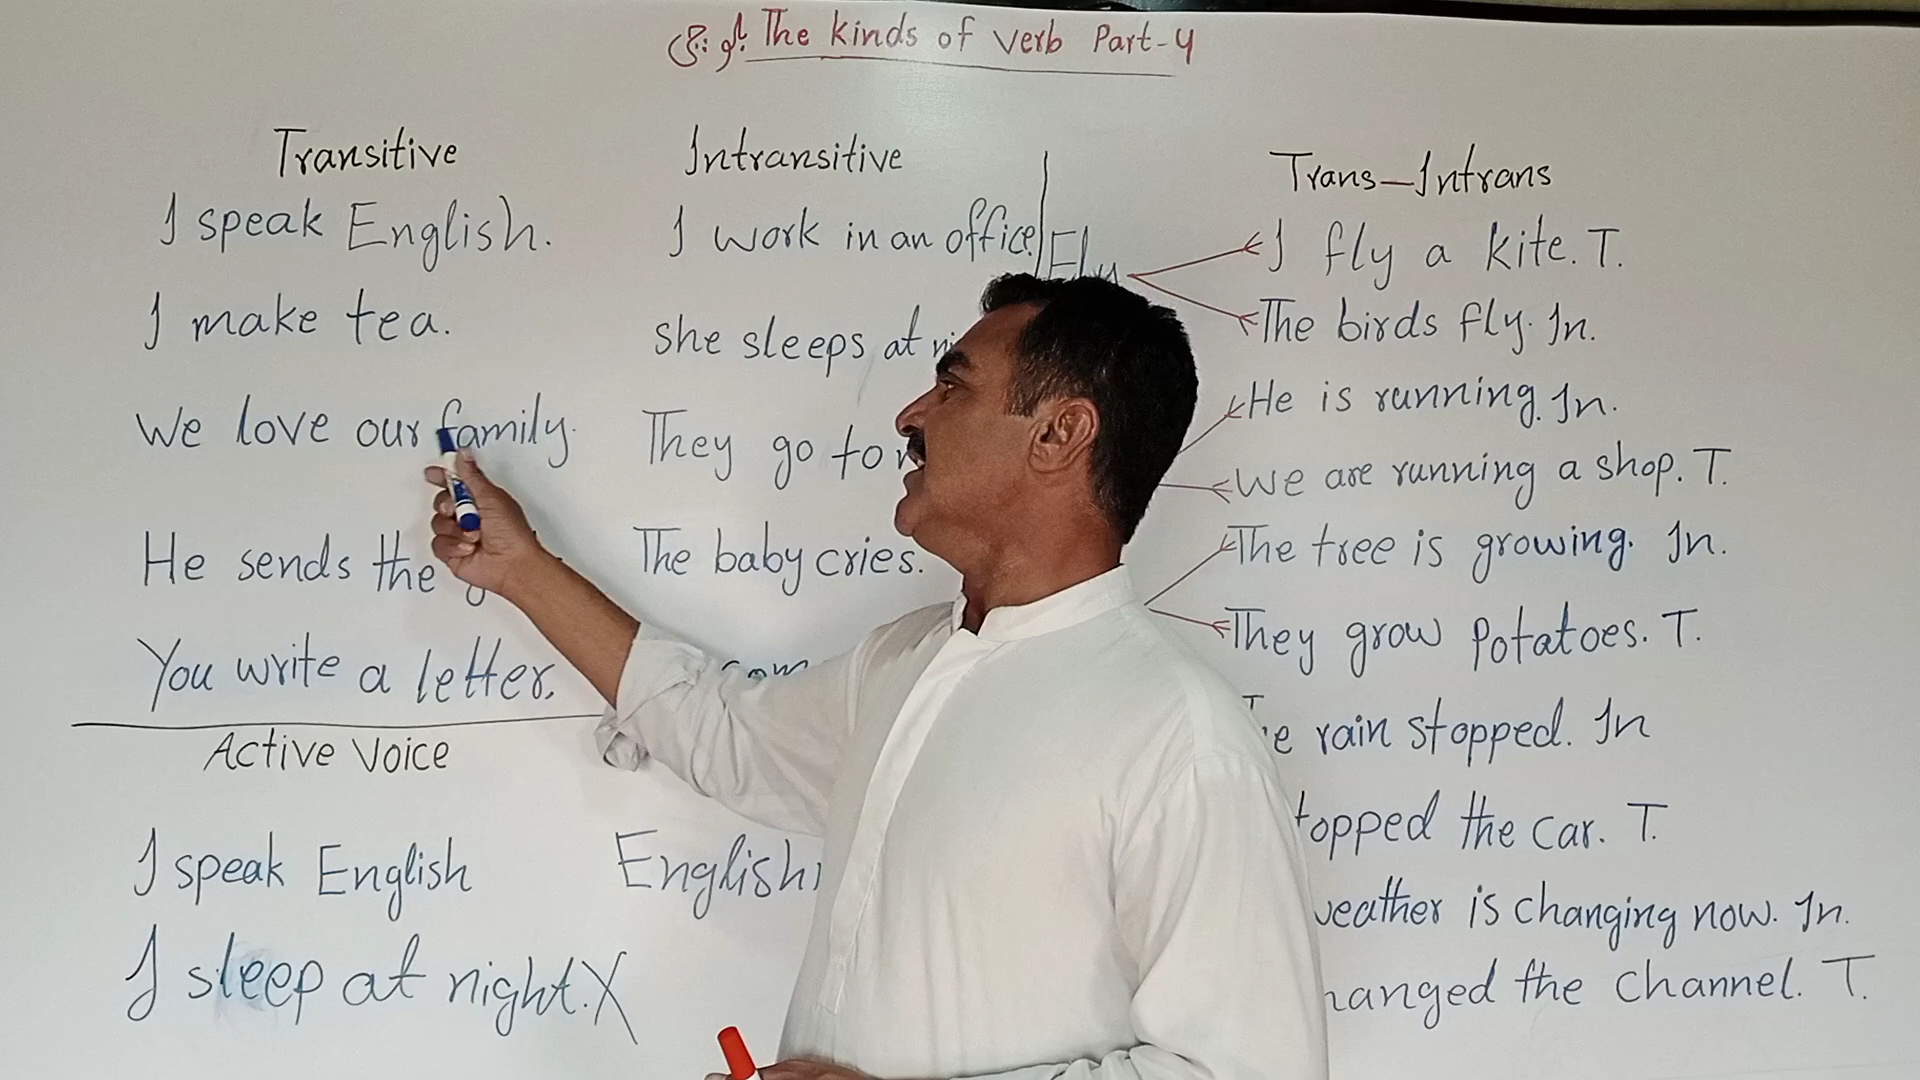 بلوچی The kinds of verb Part-4
Transitive
I speak English.
I make tea.
We love our family.
He sends the
You write a letter.
Active Voice
I speak English
I sleep at night. X
Intransitive
I work in an office
She sleeps at
They go to
The baby cries.
English
Fly
Trans-Intrans
I fly a kite. T.
The birds fly. In.
He is running. In.
We are running a shop. T.
The tree is growing. In.
They grow potatoes. T.
rain stopped. In
the car. T.
is changing now. In.
the channel. T.